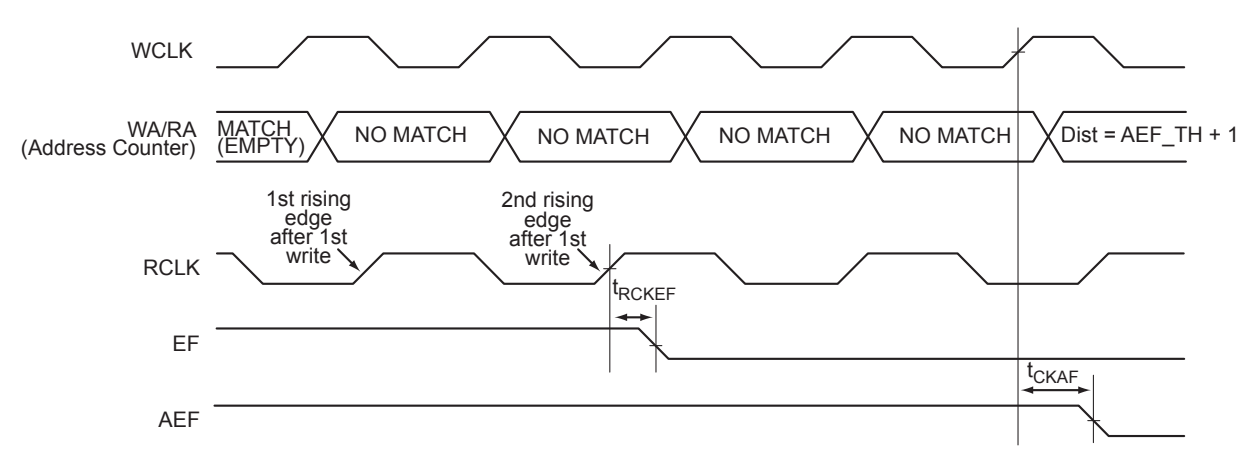 WCLK
WA/RA
(Address Counter)
MATCH
(EMPTY)
NO MATCH
NO MATCH
NO MATCH
NO MATCH
Dist = AEF_TH + 1
1st rising
edge
after 1st
write
2nd rising
edge
after 1st
write
RCLK
tRCKEF
EF
tCKAF
AEF